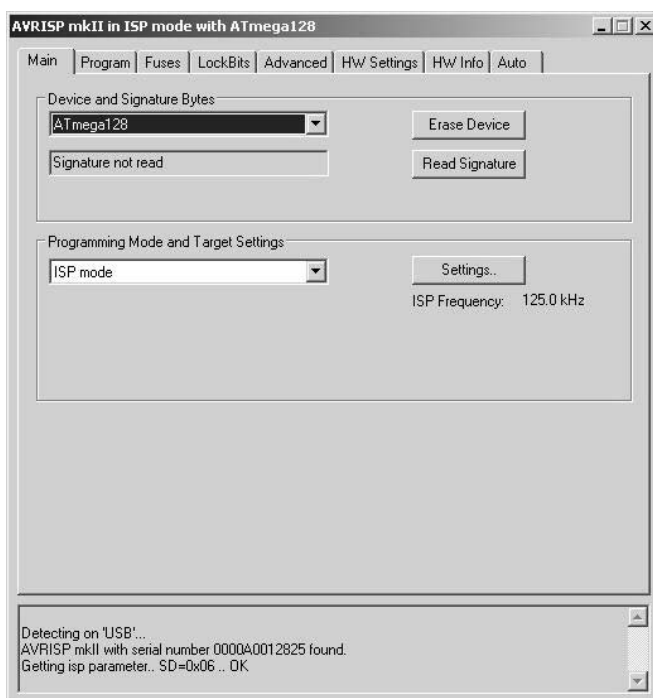 AVRISP mkII in ISP mode with ATmega128
Main Program Fuses LockBits Advanced HW Settings HW Info Auto
Device and Signature Bytes
ATmega128 Erase Device
Signature not read Read Signature
Programming Mode and Target Settings
ISP mode Settings..
ISP Frequency: 125.0 kHz
Detecting on 'USB'...
AVRISP mkII with serial number 0000A0012825 found.
Getting isp parameter.. SD=0x06 .. OK